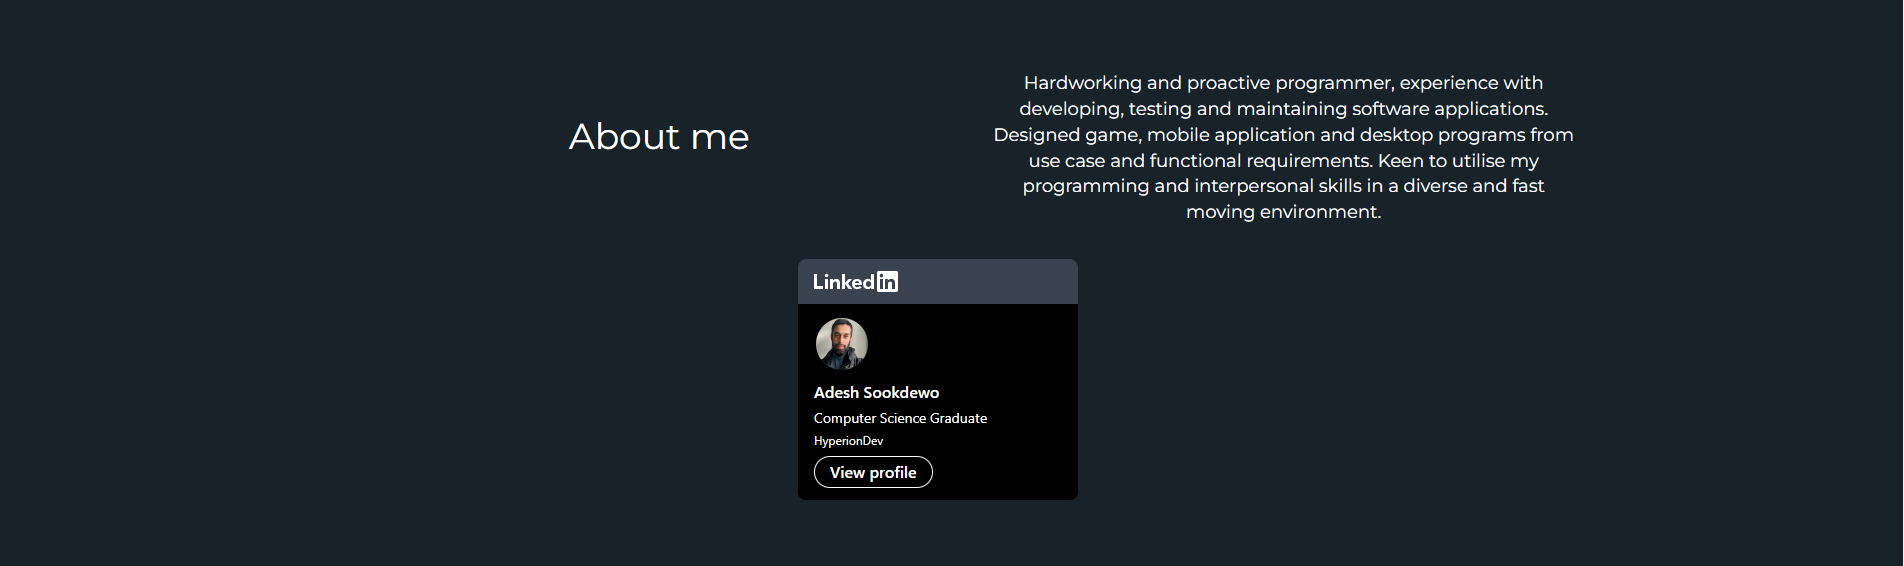 About me
Hardworking and proactive programmer, experience with
developing, testing and maintaining software applications.
Designed game, mobile application and desktop programs from
use case and functional requirements. Keen to utilise my
programming and interpersonal skills in a diverse and fast
moving environment.
LinkedIn
Adesh Sookdewo
Computer Science Graduate
HyperionDev
View profile